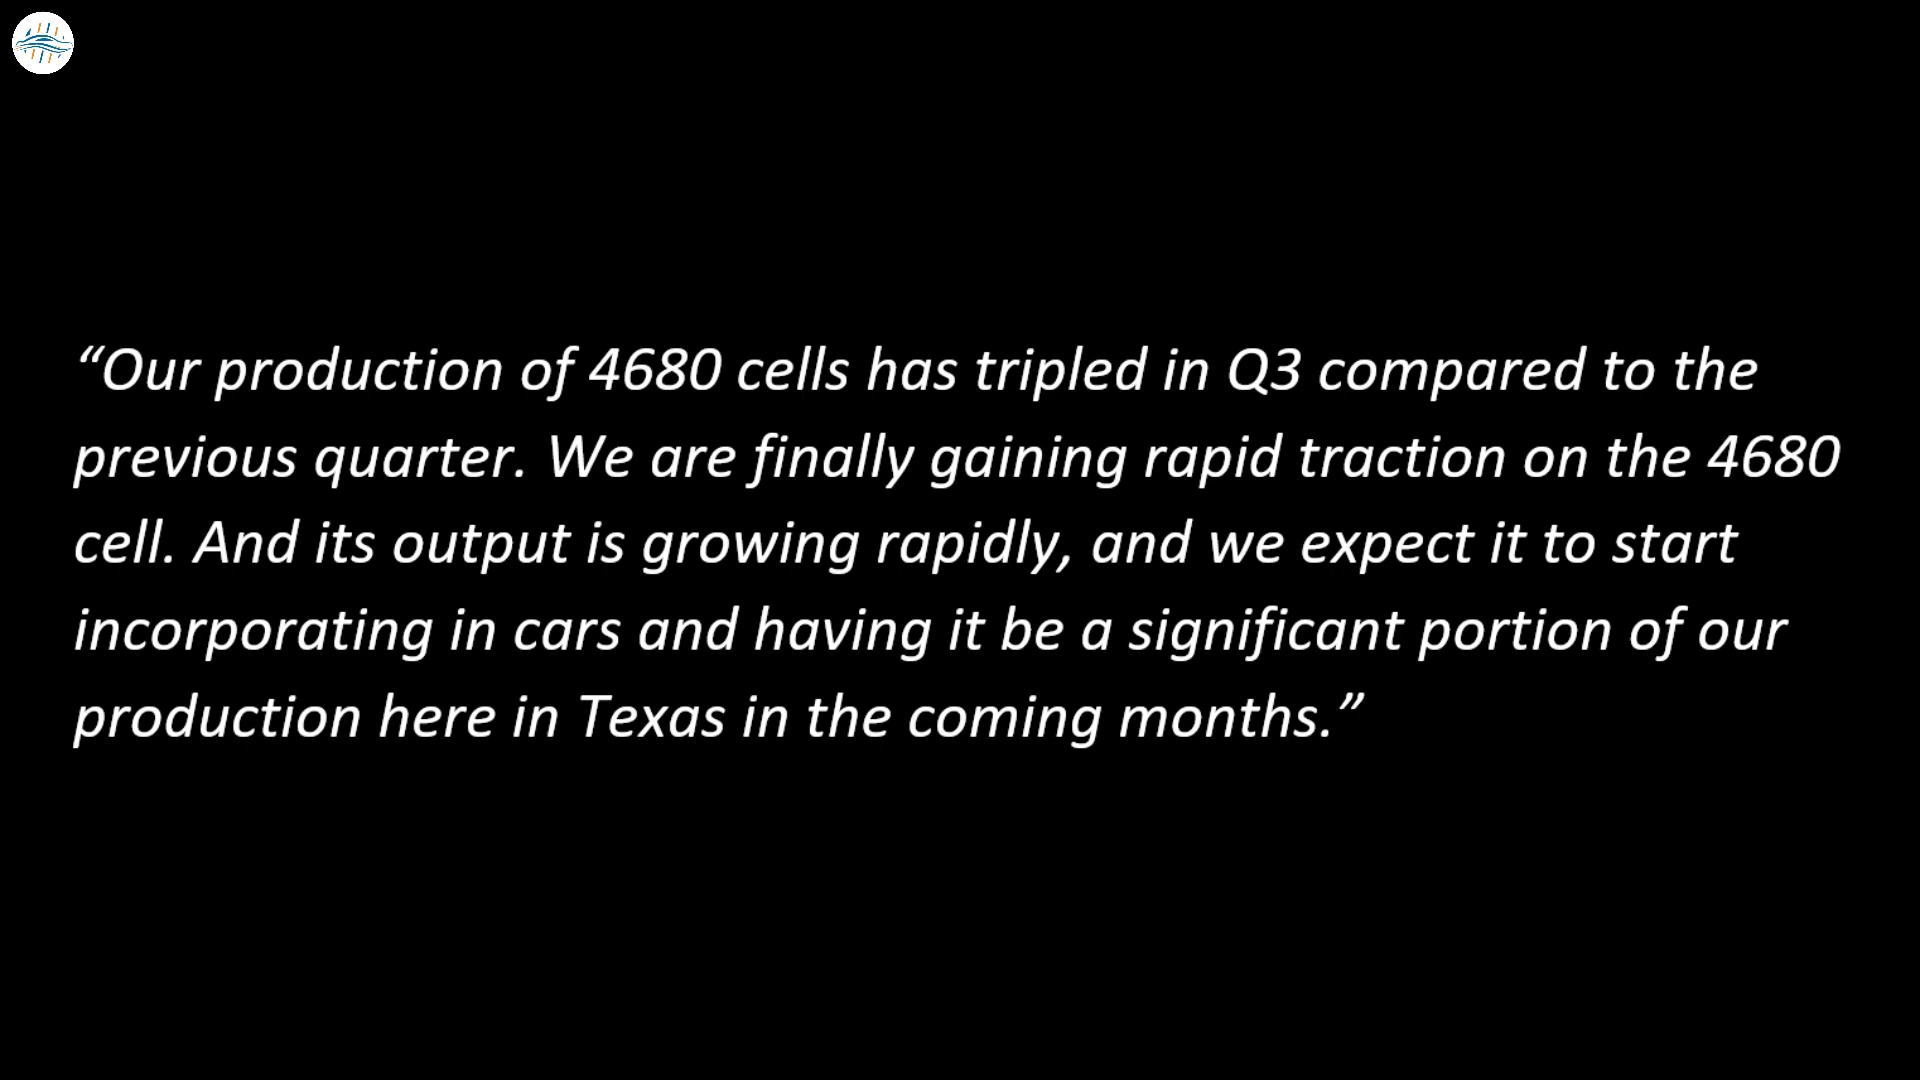 “Our production of 4680 cells has tripled in Q3 compared to the
previous quarter. We are finally gaining rapid traction on the 4680
cell. And its output is growing rapidly, and we expect it to start
incorporating in cars and having it be a significant portion of our
production here in Texas in the coming months.”